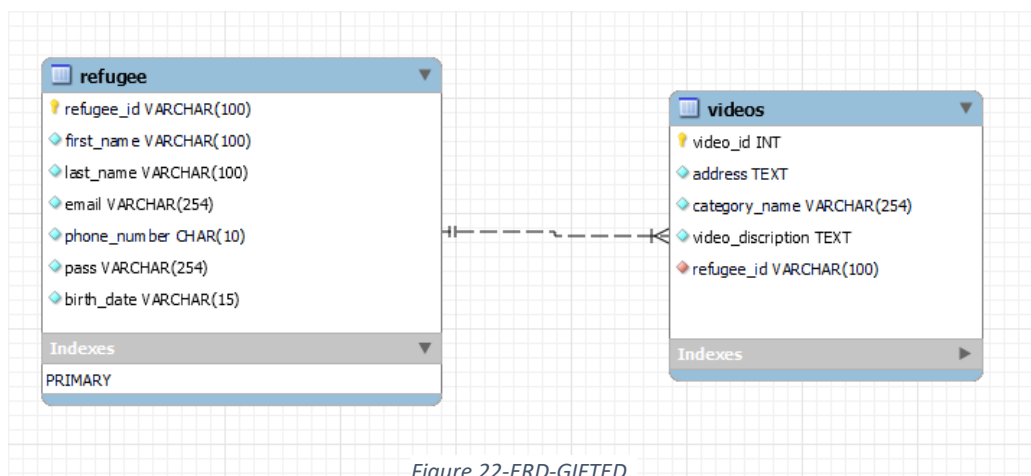 refugee
refugee_id VARCHAR(100)
first_name VARCHAR(100)
last_name VARCHAR(100)
email VARCHAR(254)
phone_number CHAR(10)
pass VARCHAR(254)
birth_date VARCHAR(15)
Indexes
PRIMARY
videos
video_id INT
address TEXT
category_name VARCHAR(254)
video_discription TEXT
refugee_id VARCHAR(100)
Indexes
Figure 22-ERD-GIFTED